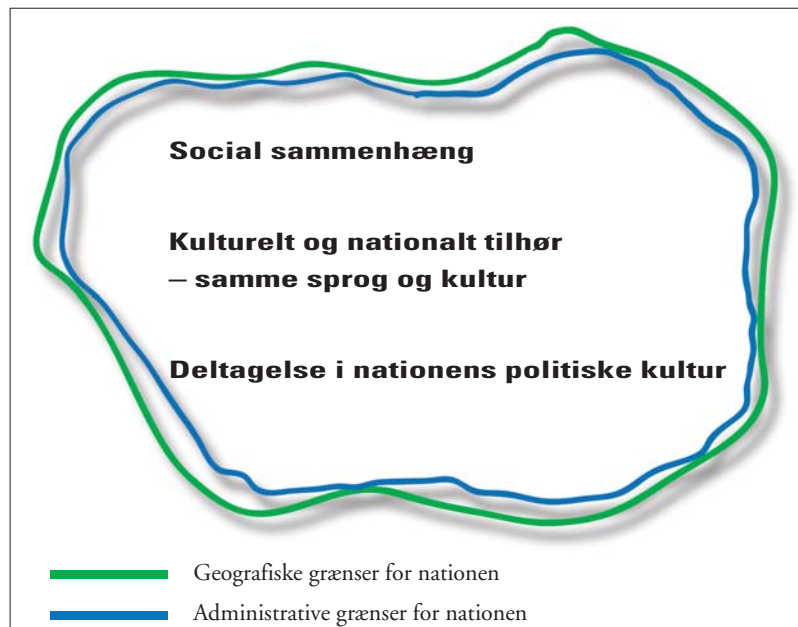 Social sammenhæng
Kulturelt og nationalt tilhør
– samme sprog og kultur
Deltagelse i nationens politiske kultur
Geografiske grænser for nationen
Administrative grænser for nationen